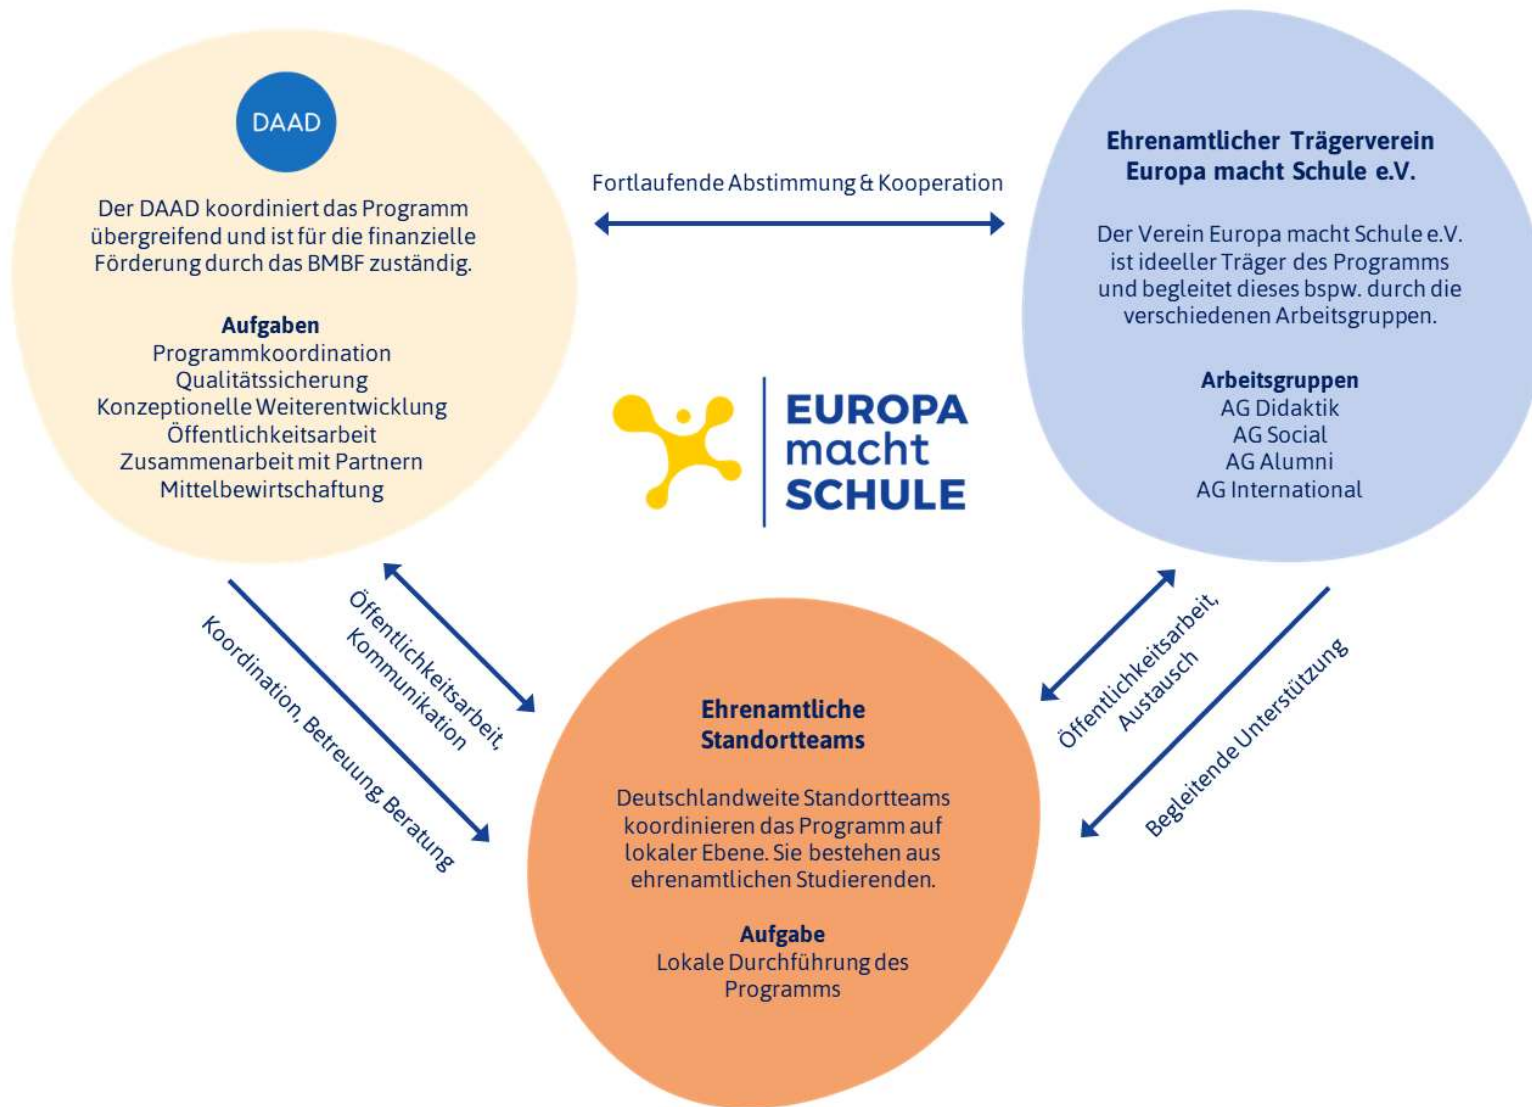 DAAD
Der DAAD koordiniert das Programm
übergreifend und ist für die finanzielle
Förderung durch das BMBF zuständig.
Aufgaben
Programmkoordination
Qualitätssicherung
Konzeptionelle Weiterentwicklung
Öffentlichkeitsarbeit
Zusammenarbeit mit Partnern
Mittelbewirtschaftung
Fortlaufende Abstimmung & Kooperation
Ehrenamtlicher Trägerverein
Europa macht Schule e.V.
Der Verein Europa macht Schule e.V.
ist ideeller Träger des Programms
und begleitet dieses bspw. durch die
verschiedenen Arbeitsgruppen.
Arbeitsgruppen
AG Didaktik
AG Social
AG Alumni
AG International
EUROPA
macht
SCHULE
Koordination, Betreuung, Beratung
Öffentlichkeitsarbeit,
Kommunikation
Öffentlichkeitsarbeit,
Austausch
Begleitende Unterstützung
Ehrenamtliche
Standortteams
Deutschlandweite Standortteams
koordinieren das Programm auf
lokaler Ebene. Sie bestehen aus
ehrenamtlichen Studierenden.
Aufgabe
Lokale Durchführung des
Programms